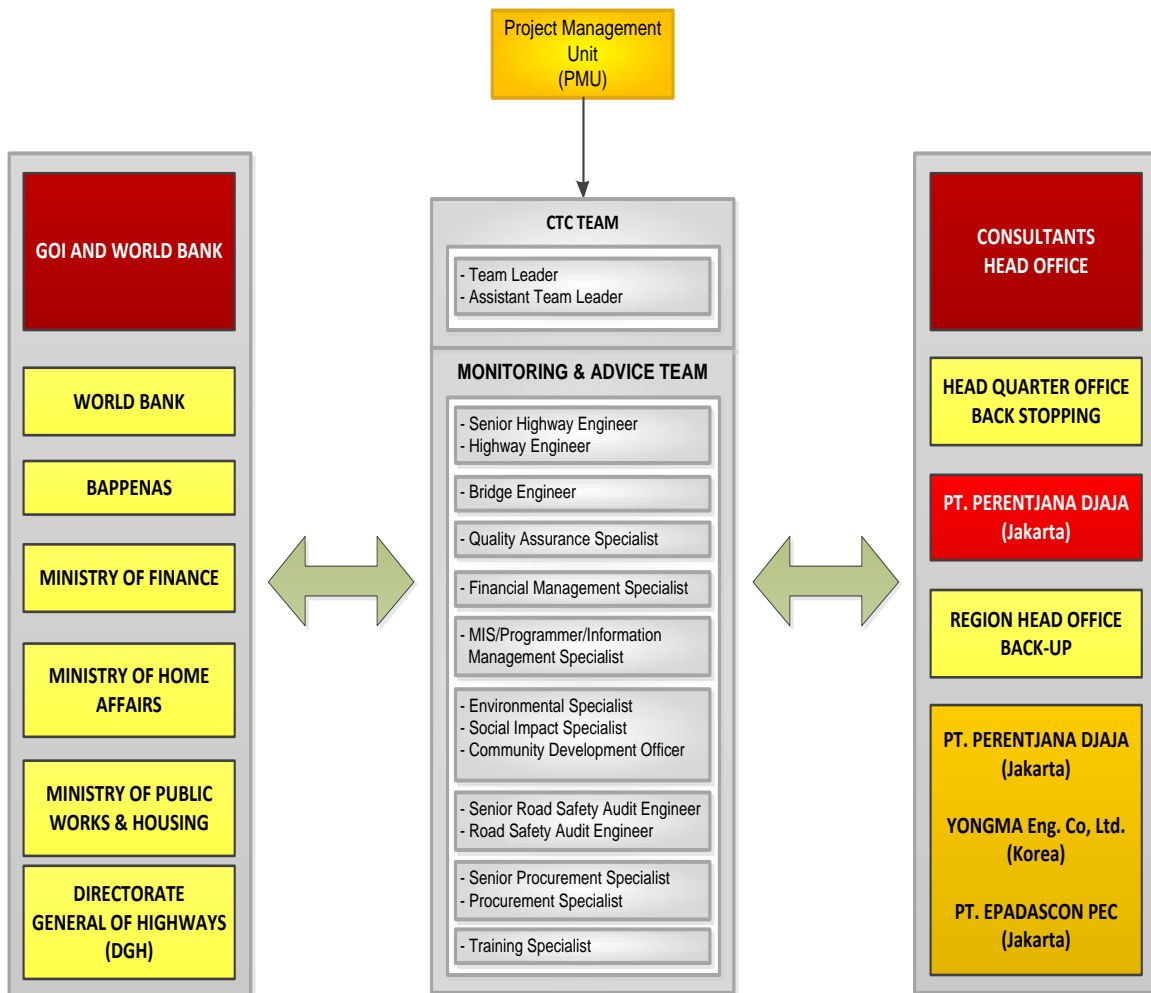 Project Management
Unit
(PMU)
GOI AND WORLD BANK
WORLD BANK
BAPPENAS
MINISTRY OF FINANCE
MINISTRY OF HOME
AFFAIRS
MINISTRY OF PUBLIC
WORKS & HOUSING
DIRECTORATE
GENERAL OF HIGHWAYS
(DGH)
CTC TEAM
- Team Leader
- Assistant Team Leader
MONITORING & ADVICE TEAM
- Senior Highway Engineer
- Highway Engineer
- Bridge Engineer
- Quality Assurance Specialist
- Financial Management Specialist
- MIS/Programmer/Information
Management Specialist
- Environmental Specialist
- Social Impact Specialist
- Community Development Officer
- Senior Road Safety Audit Engineer
- Road Safety Audit Engineer
- Senior Procurement Specialist
- Procurement Specialist
- Training Specialist
CONSULTANTS
HEAD OFFICE
HEAD QUARTER OFFICE
BACK STOPPING
PT. PERENTJANA DJAJA
(Jakarta)
REGION HEAD OFFICE
BACK-UP
PT. PERENTJANA DJAJA
(Jakarta)
YONGMA Eng. Co, Ltd.
(Korea)
PT. EPADASCON PEC
(Jakarta)